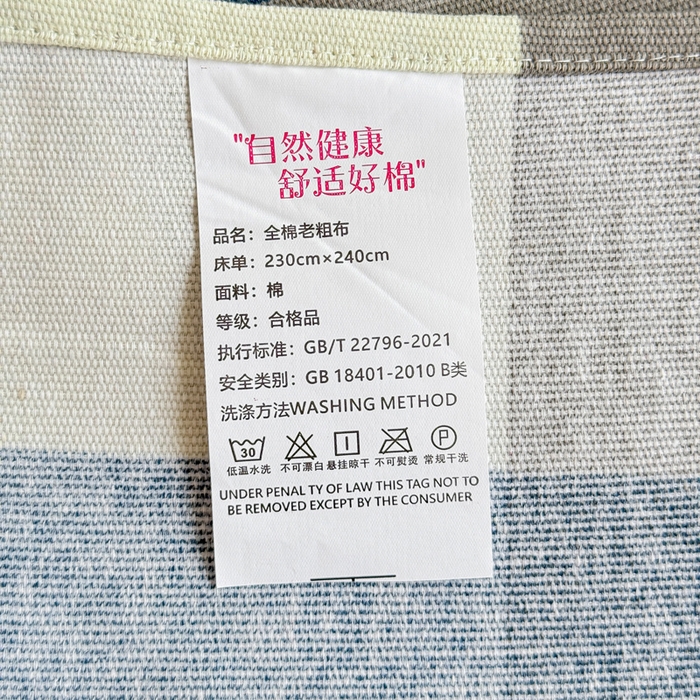 "自然健康
舒适好棉"
品名：全棉老粗布
床单：230cm×240cm
面料：棉
等级：合格品
执行标准：GB/T 22796-2021
安全类别：GB 18401-2010 B类
洗涤方法WASHING METHOD
30 P
低温水洗 不可漂白 悬挂晾干 不可熨烫 常规干洗
UNDER PENAL TY OF LAW THIS TAG NOT TO
BE REMOVED EXCEPT BY THE CONSUMER